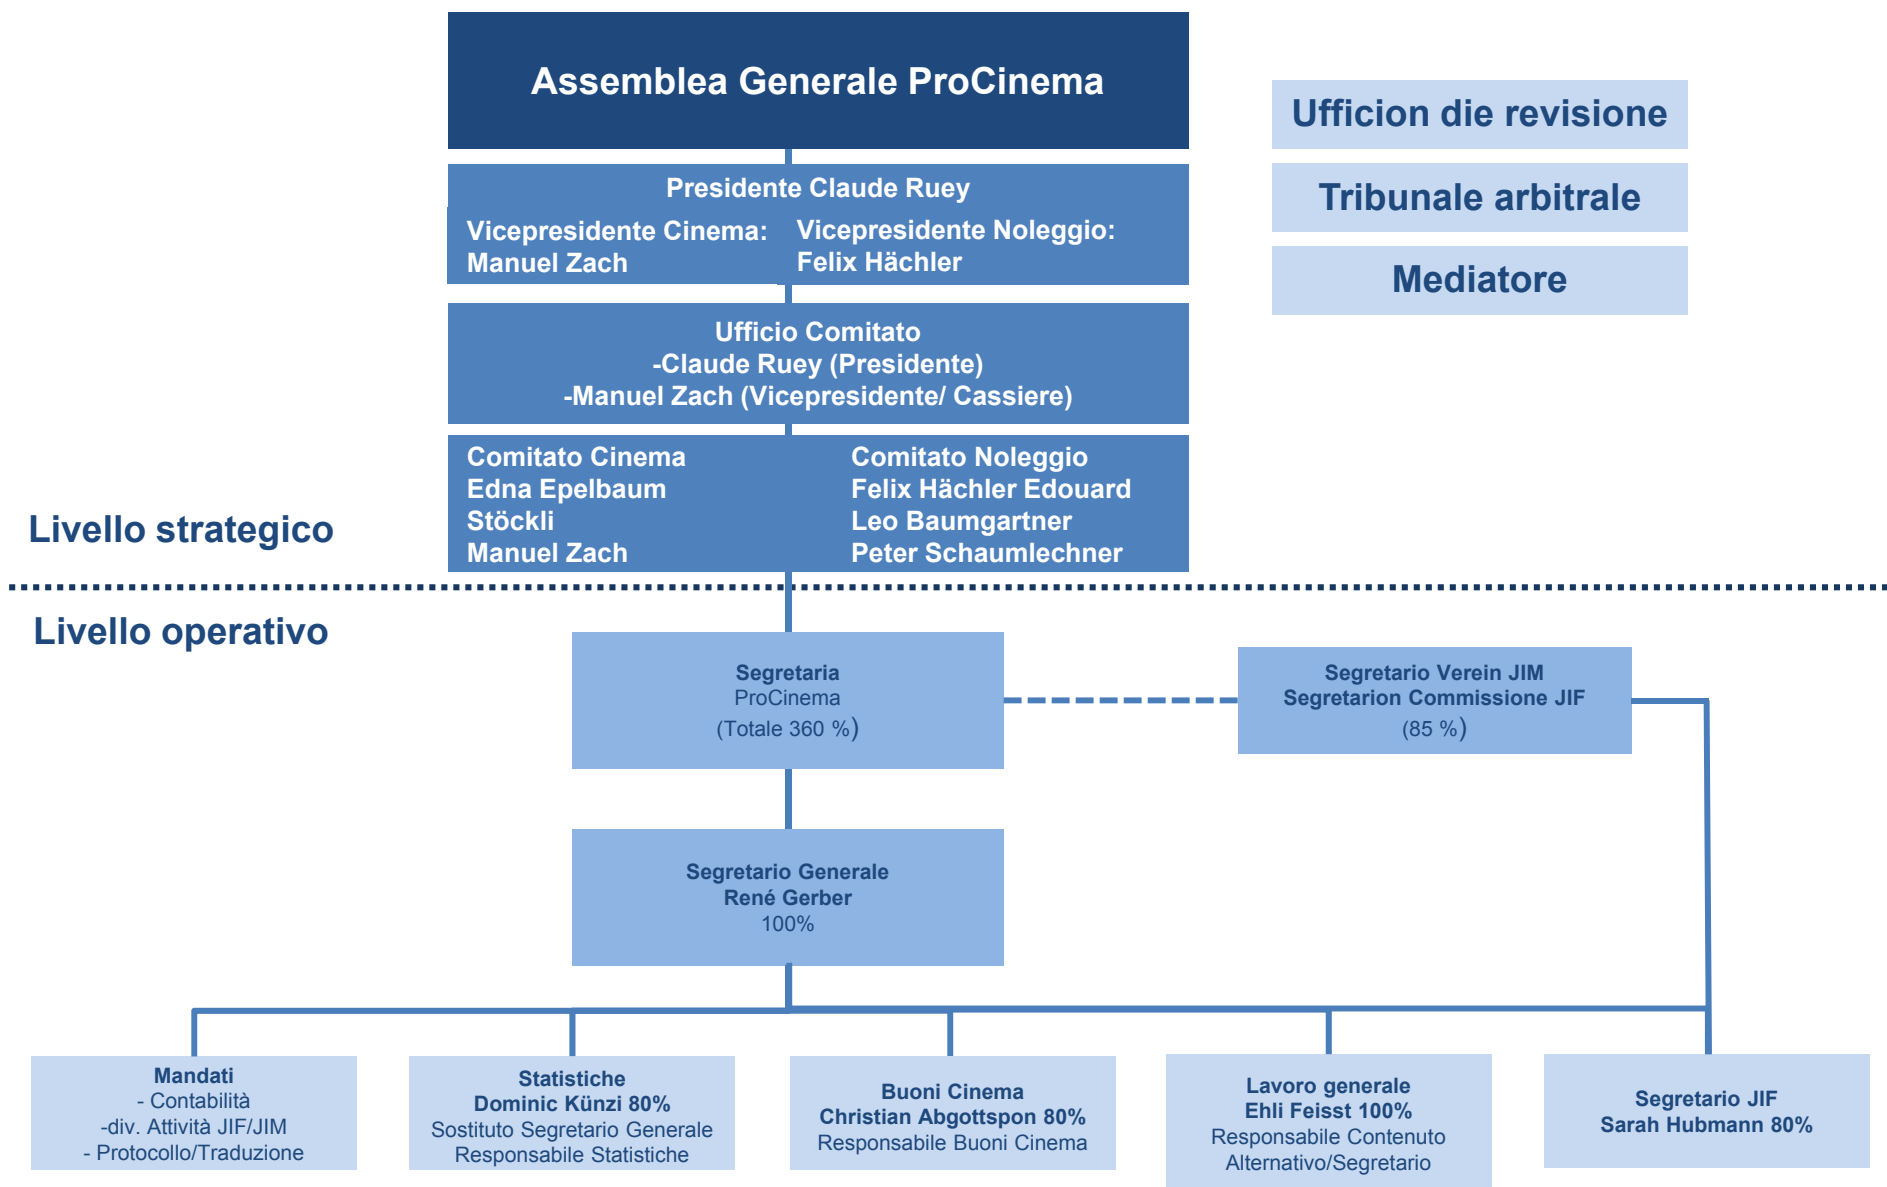 Assemblea Generale ProCinema
Ufficion die revisione
Tribunale arbitrale
Mediatore
Presidente Claude Ruey
Vicepresidente Cinema:
Manuel Zach
Vicepresidente Noleggio:
Felix Hächler
Ufficio Comitato
-Claude Ruey (Presidente)
-Manuel Zach (Vicepresidente/ Cassiere)
Comitato Cinema
Edna Epelbaum
Stöckli
Manuel Zach
Comitato Noleggio
Felix Hächler Edouard
Leo Baumgartner
Peter Schaumlechner
Livello strategico
Livello operativo
Segretaria
ProCinema
(Totale 360 %)
Segretario Verein JIM
Segretarion Commissione JIF
(85 %)
Segretario Generale
René Gerber
100%
Mandati
- Contabilità
-div. Attività JIF/JIM
- Protocollo/Traduzione
Statistiche
Dominic Künzi 80%
Sostituto Segretario Generale
Responsabile Statistiche
Buoni Cinema
Christian Abgottspon 80%
Responsabile Buoni Cinema
Lavoro generale
Ehli Feisst 100%
Responsabile Contenuto
Alternativo/Segretario
Segretario JIF
Sarah Hubmann 80%